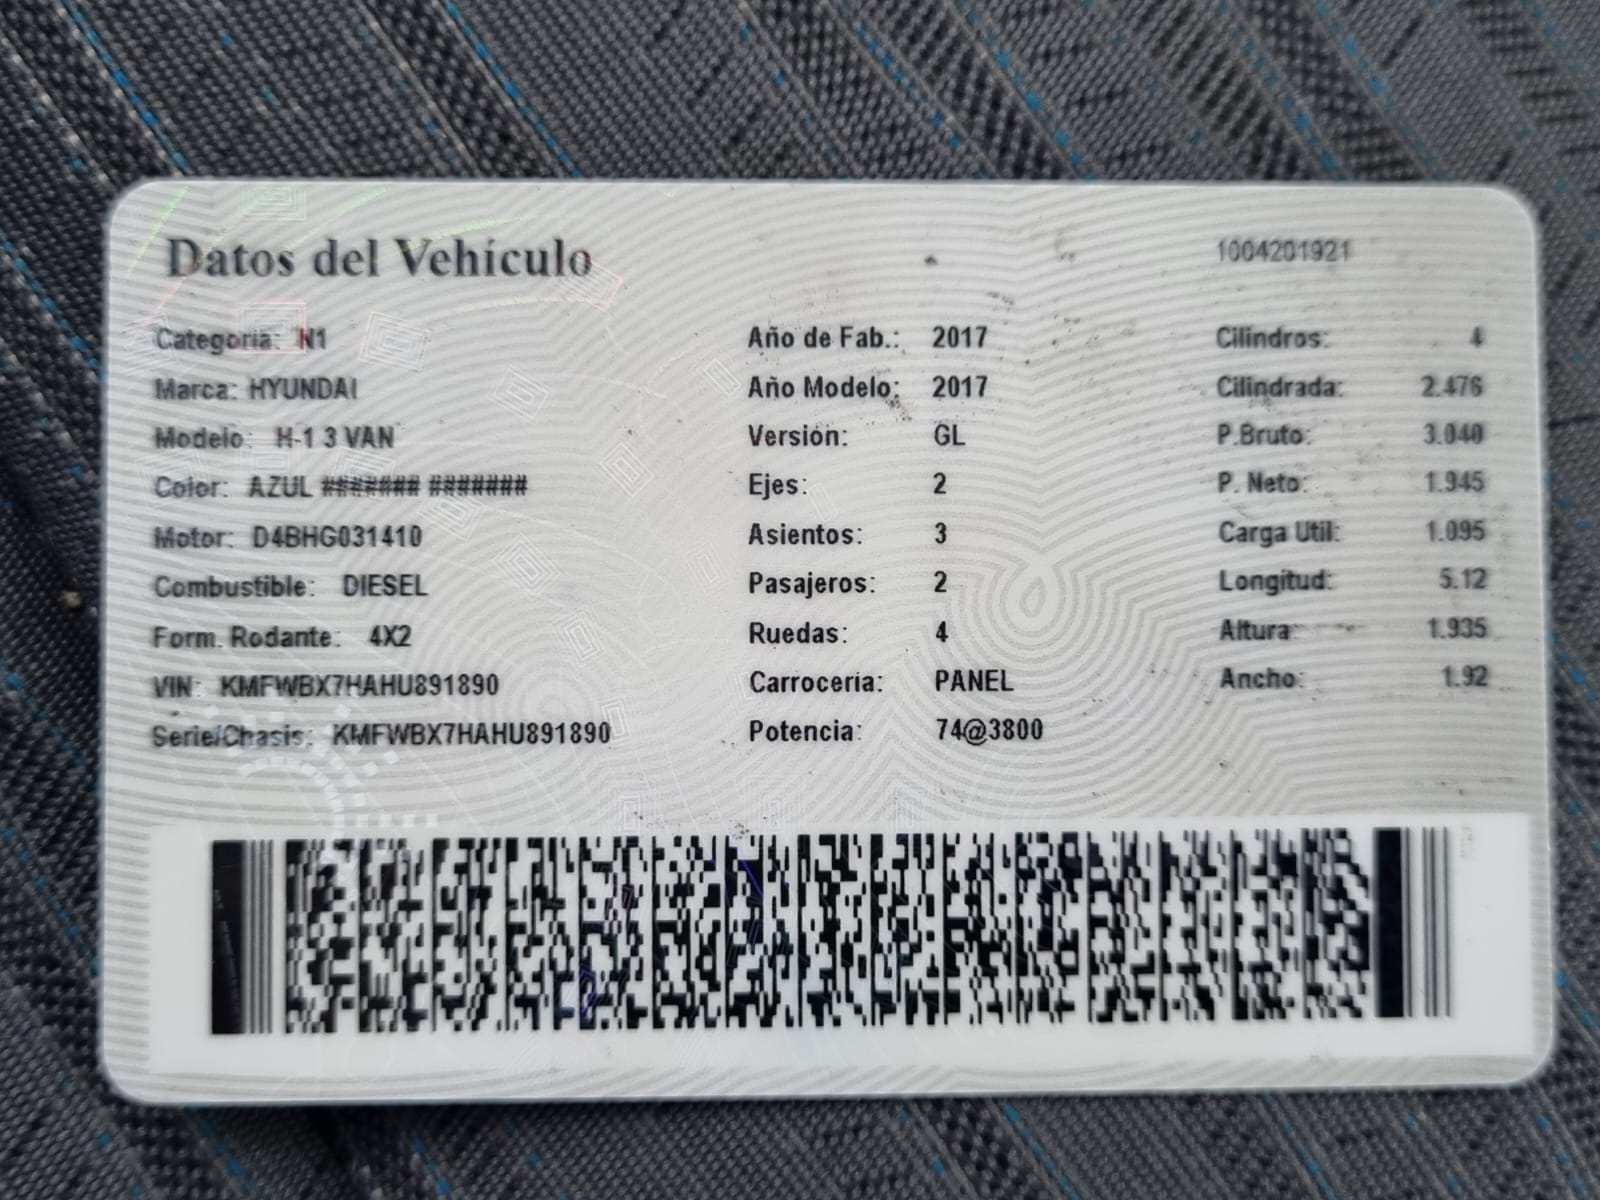 Datos del Vehículo
1004201921
Categoria: N1
Marca: HYUNDAI
Modelo: H-1 3 VAN
Color: AZUL ####### #######
Motor: D4BHG031410
Combustible: DIESEL
Form. Rodante: 4X2
VIN: KMFWBX7HAHU891890
Serie/Chasis: KMFWBX7HAHU891890
Año de Fab.: 2017
Año Modelo: 2017
Versión: GL
Ejes: 2
Asientos: 3
Pasajeros: 2
Ruedas: 4
Carrocería: PANEL
Potencia: 74@3800
Cilindros: 4
Cilindrada: 2.476
P.Bruto: 3.040
P. Neto: 1.945
Carga Util: 1.095
Longitud: 5.12
Altura: 1.935
Ancho: 1.92